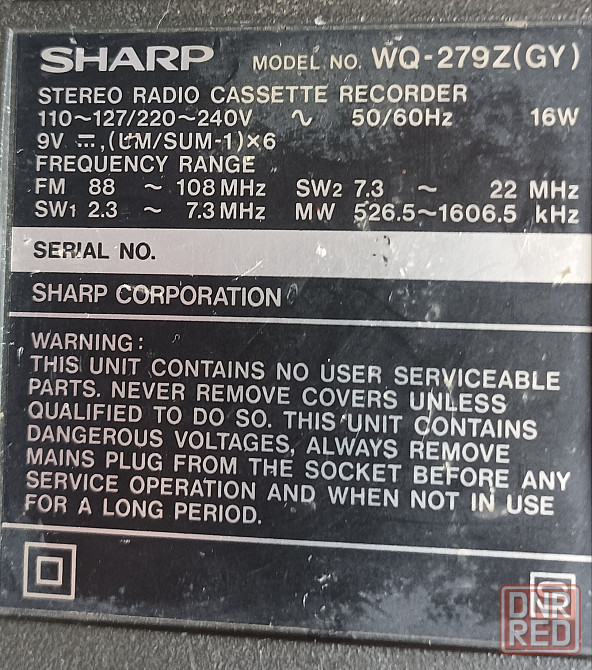 SHARP MODEL NO. WQ-279Z(GY)
STEREO RADIO CASSETTE RECORDER
110~127/220~240V ∿ 50/60Hz 16W
9V ⎓,(UM/SUM-1)×6
FREQUENCY RANGE
FM 88 ~ 108 MHz SW2 7.3 ~ 22 MHz
SW1 2.3 ~ 7.3 MHz MW 526.5~1606.5 kHz
SERIAL NO.
SHARP CORPORATION
WARNING:
THIS UNIT CONTAINS NO USER SERVICEABLE
PARTS. NEVER REMOVE COVERS UNLESS
QUALIFIED TO DO SO. THIS UNIT CONTAINS
DANGEROUS VOLTAGES, ALWAYS REMOVE
MAINS PLUG FROM THE SOCKET BEFORE ANY
SERVICE OPERATION AND WHEN NOT IN USE
FOR A LONG PERIOD.
DNR
RED